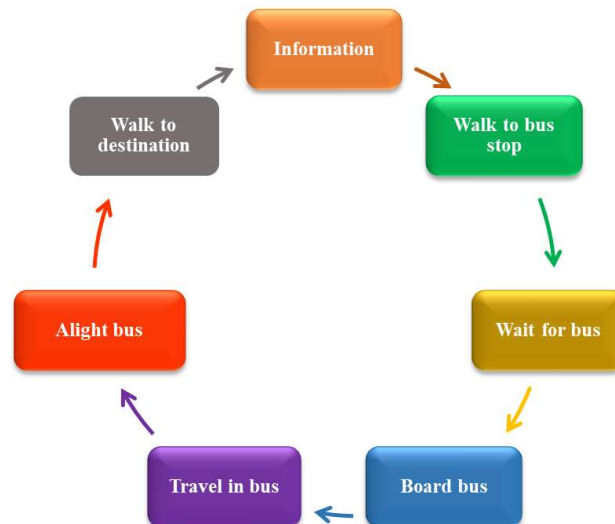 Information
Walk to bus
stop
Wait for bus
Board bus
Travel in bus
Alight bus
Walk to
destination